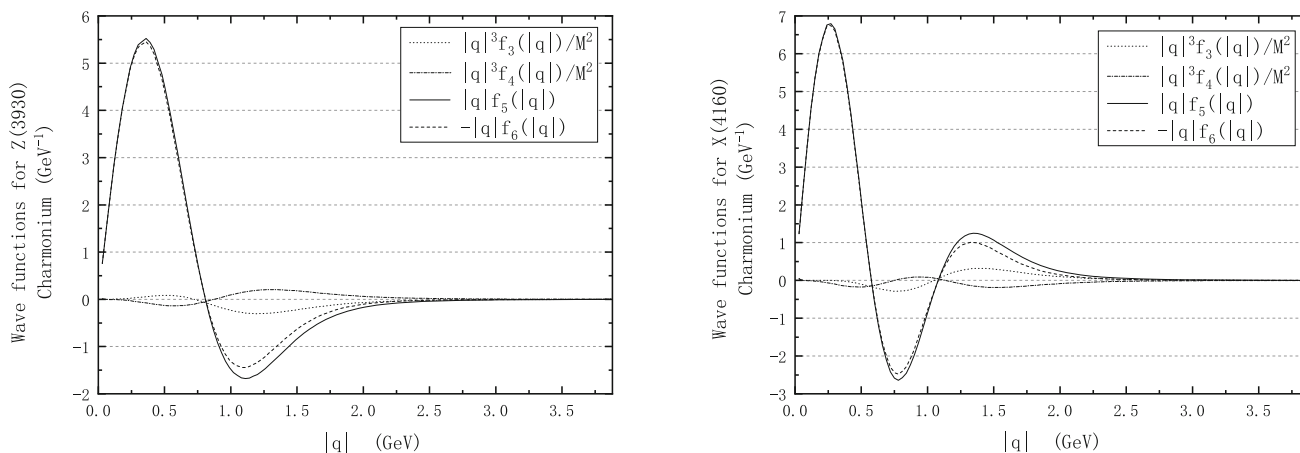 Wave functions for Z(3930)
Charmonium (GeV⁻¹)
6
5
4
3
2
1
0
−1
−2
0.0 0.5 1.0 1.5 2.0 2.5 3.0 3.5
|q| (GeV)
|q|³f₃(|q|)/M²
|q|³f₄(|q|)/M²
|q|f₅(|q|)
−|q|f₆(|q|)
Wave functions for X(4160)
Charmonium (GeV⁻¹)
7
6
5
4
3
2
1
0
−1
−2
−3
0.0 0.5 1.0 1.5 2.0 2.5 3.0 3.5
|q| (GeV)
|q|³f₃(|q|)/M²
|q|³f₄(|q|)/M²
|q|f₅(|q|)
−|q|f₆(|q|)